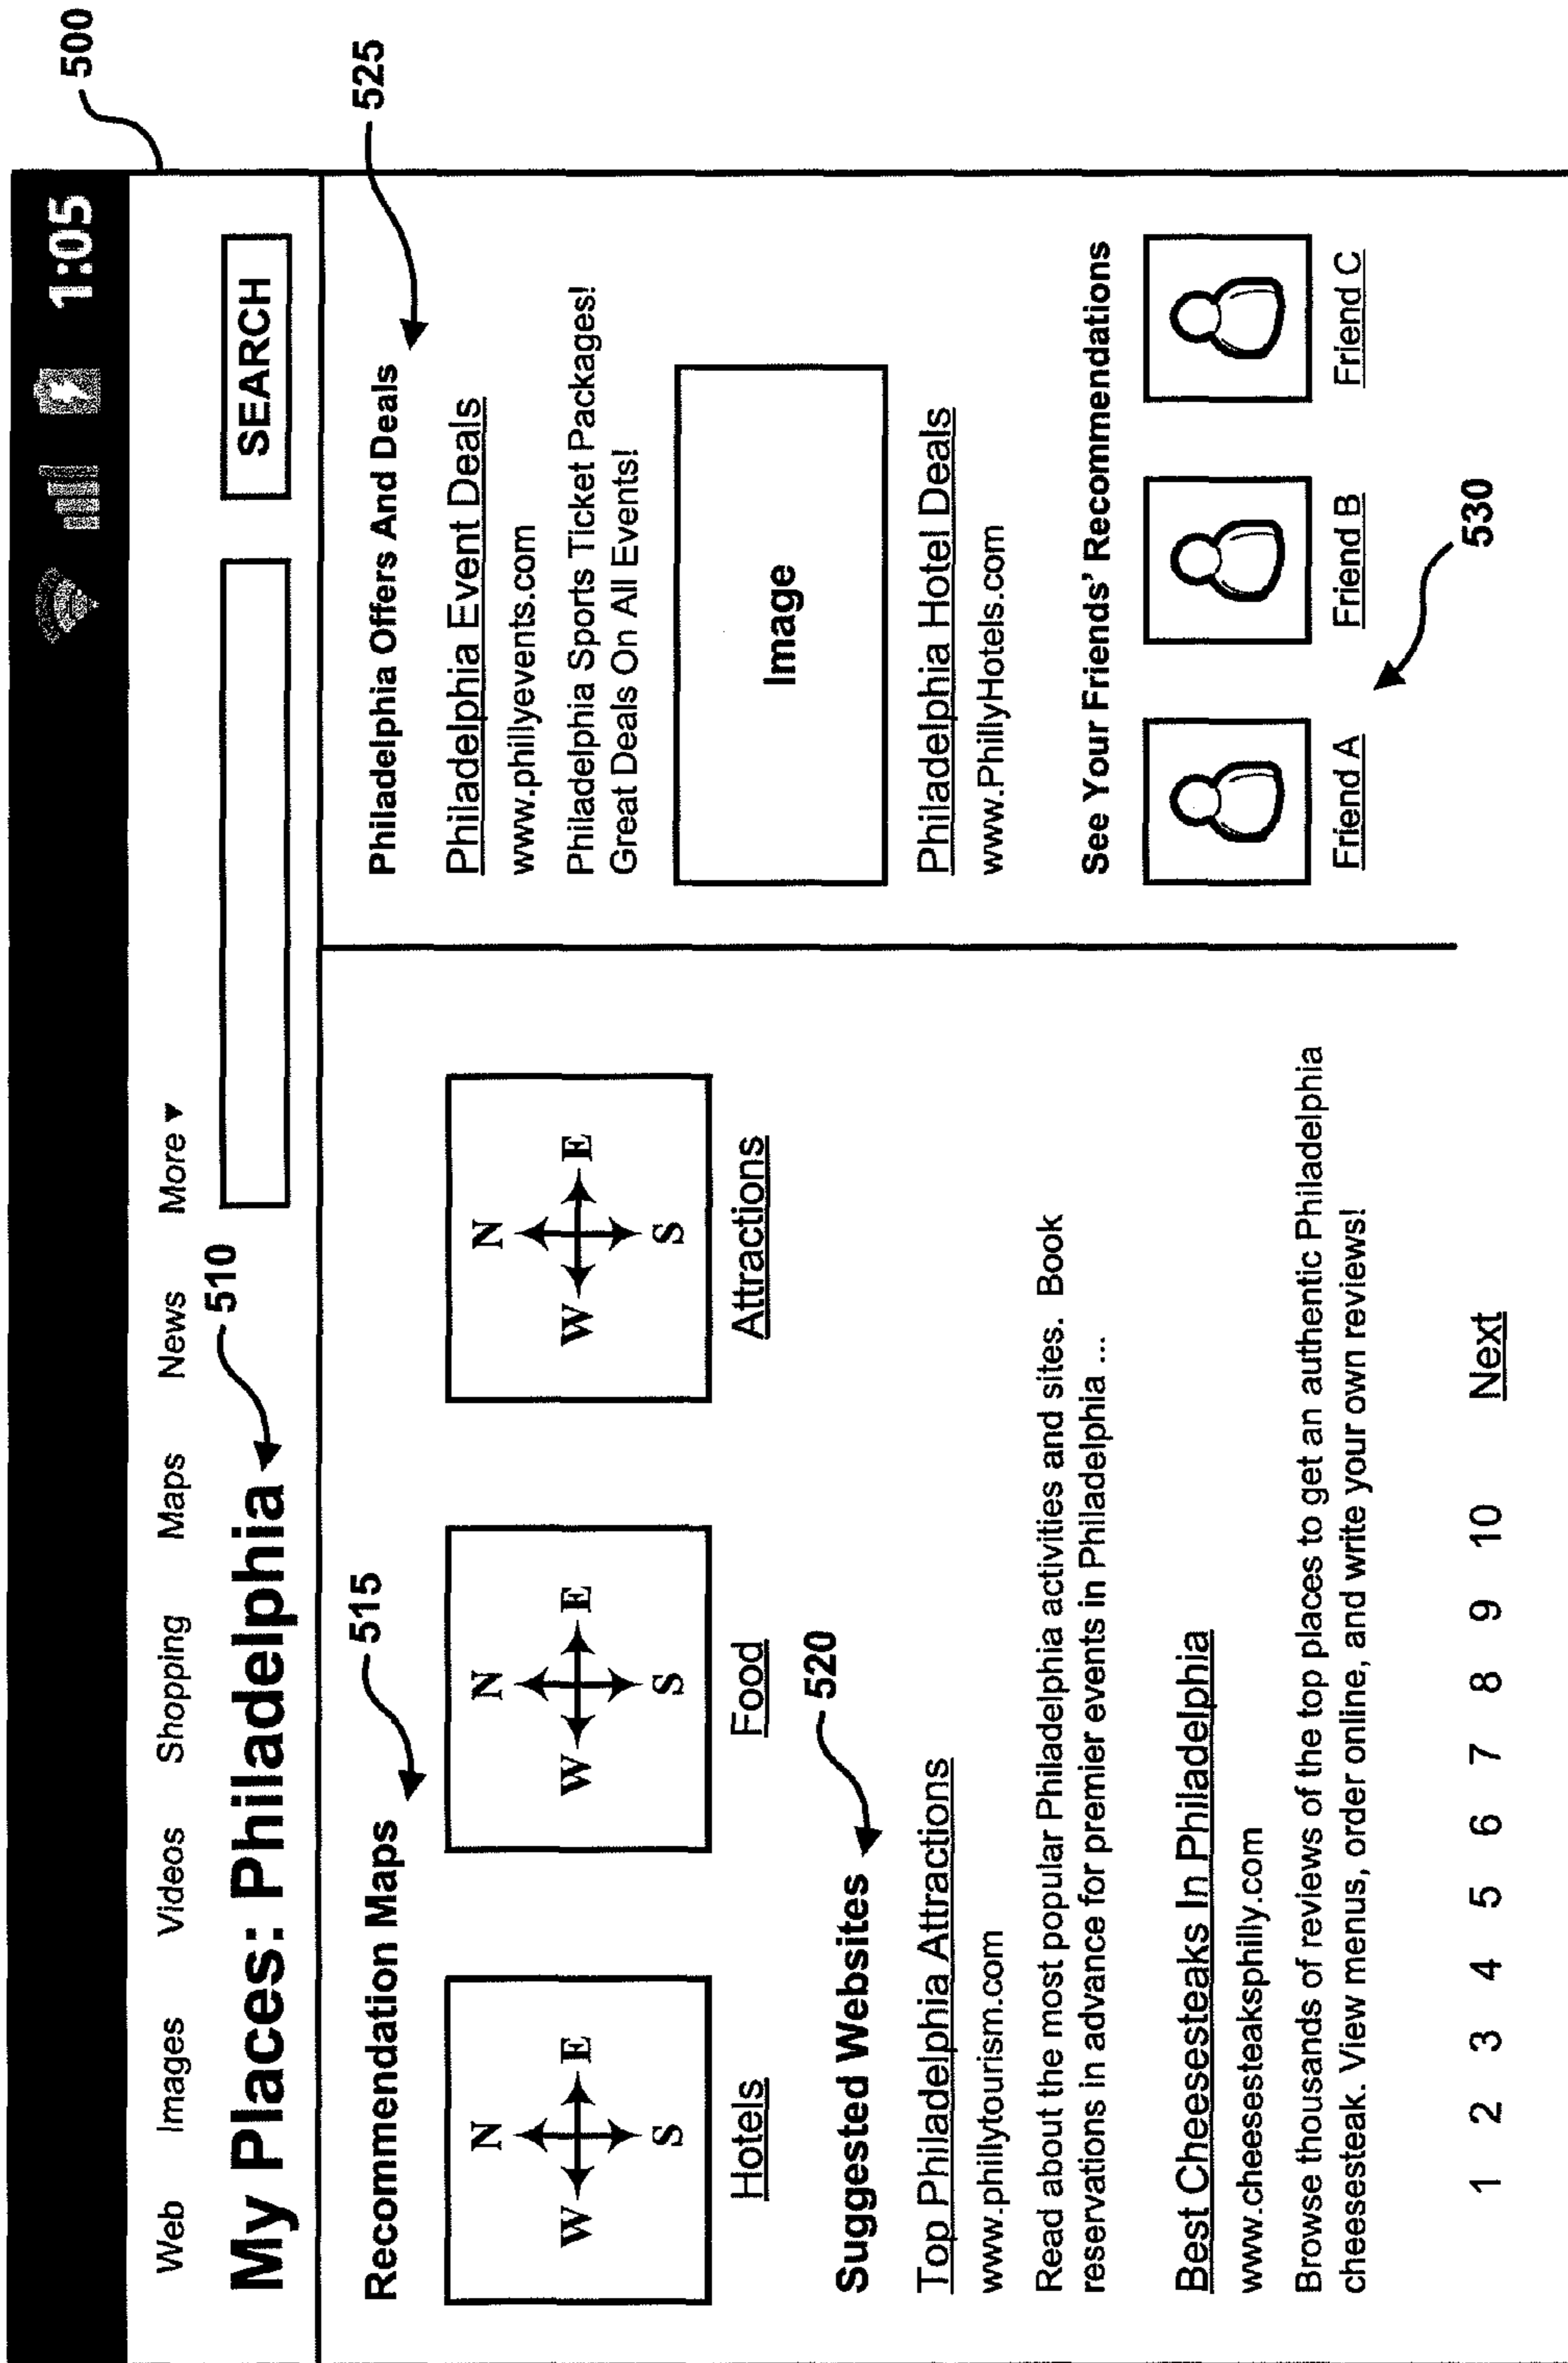 500
1:05
Web Images Videos Shopping Maps News More ▾
My Places: Philadelphia
510
SEARCH
Recommendation Maps
515
N
W E
S
Hotels
N
W E
S
Food
N
W E
S
Attractions
Suggested Websites
520
Top Philadelphia Attractions
www.phillytourism.com
Read about the most popular Philadelphia activities and sites. Book
reservations in advance for premier events in Philadelphia ...
Best Cheesesteaks In Philadelphia
www.cheesesteaksphilly.com
Browse thousands of reviews of the top places to get an authentic Philadelphia
cheesesteak. View menus, order online, and write your own reviews!
1 2 3 4 5 6 7 8 9 10 Next
Philadelphia Offers And Deals
525
Philadelphia Event Deals
www.phillyevents.com
Philadelphia Sports Ticket Packages!
Great Deals On All Events!
Image
Philadelphia Hotel Deals
www.PhillyHotels.com
See Your Friends' Recommendations
Friend A Friend B Friend C
530